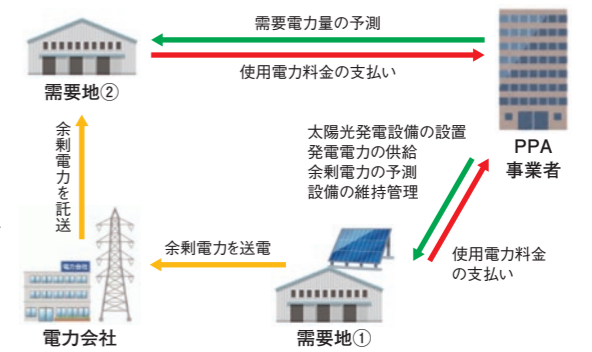 需要電力量の予測
使用電力料金の支払い
需要地②
PPA
事業者
太陽光発電設備の設置
発電電力の供給
余剰電力の予測
設備の維持管理
余剰電力を託送
余剰電力を送電
使用電力料金
の支払い
電力会社
電力会社
需要地①